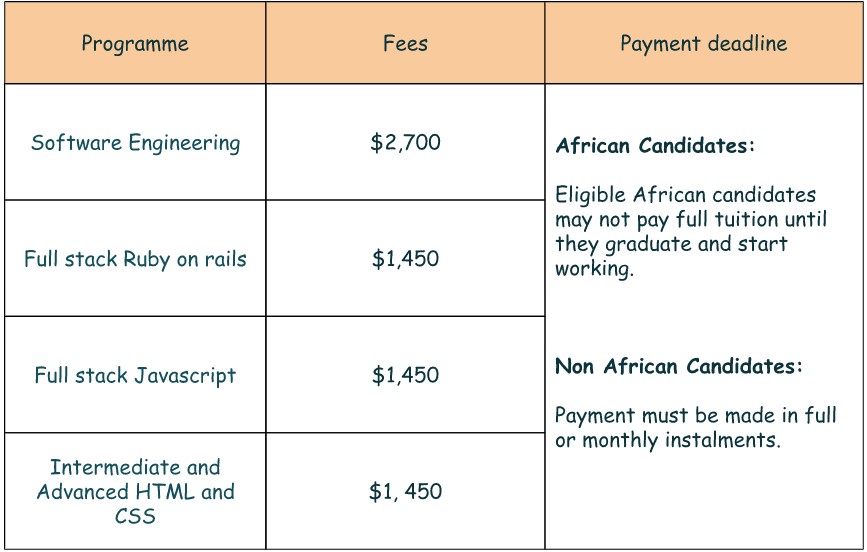 Programme
Fees
Payment deadline
Software Engineering
$2,700
Full stack Ruby on rails
$1,450
Full stack Javascript
$1,450
Intermediate and
Advanced HTML and
CSS
$1, 450
African Candidates:
Eligible African candidates
may not pay full tuition until
they graduate and start
working.
Non African Candidates:
Payment must be made in full
or monthly instalments.